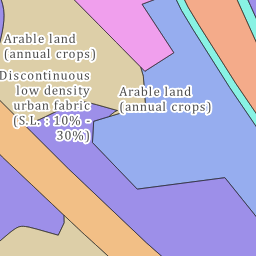 Arable land
(annual crops)
Discontinuous
low density
urban fabric
(S.L. : 10% -
30%)
Arable land
(annual crops)